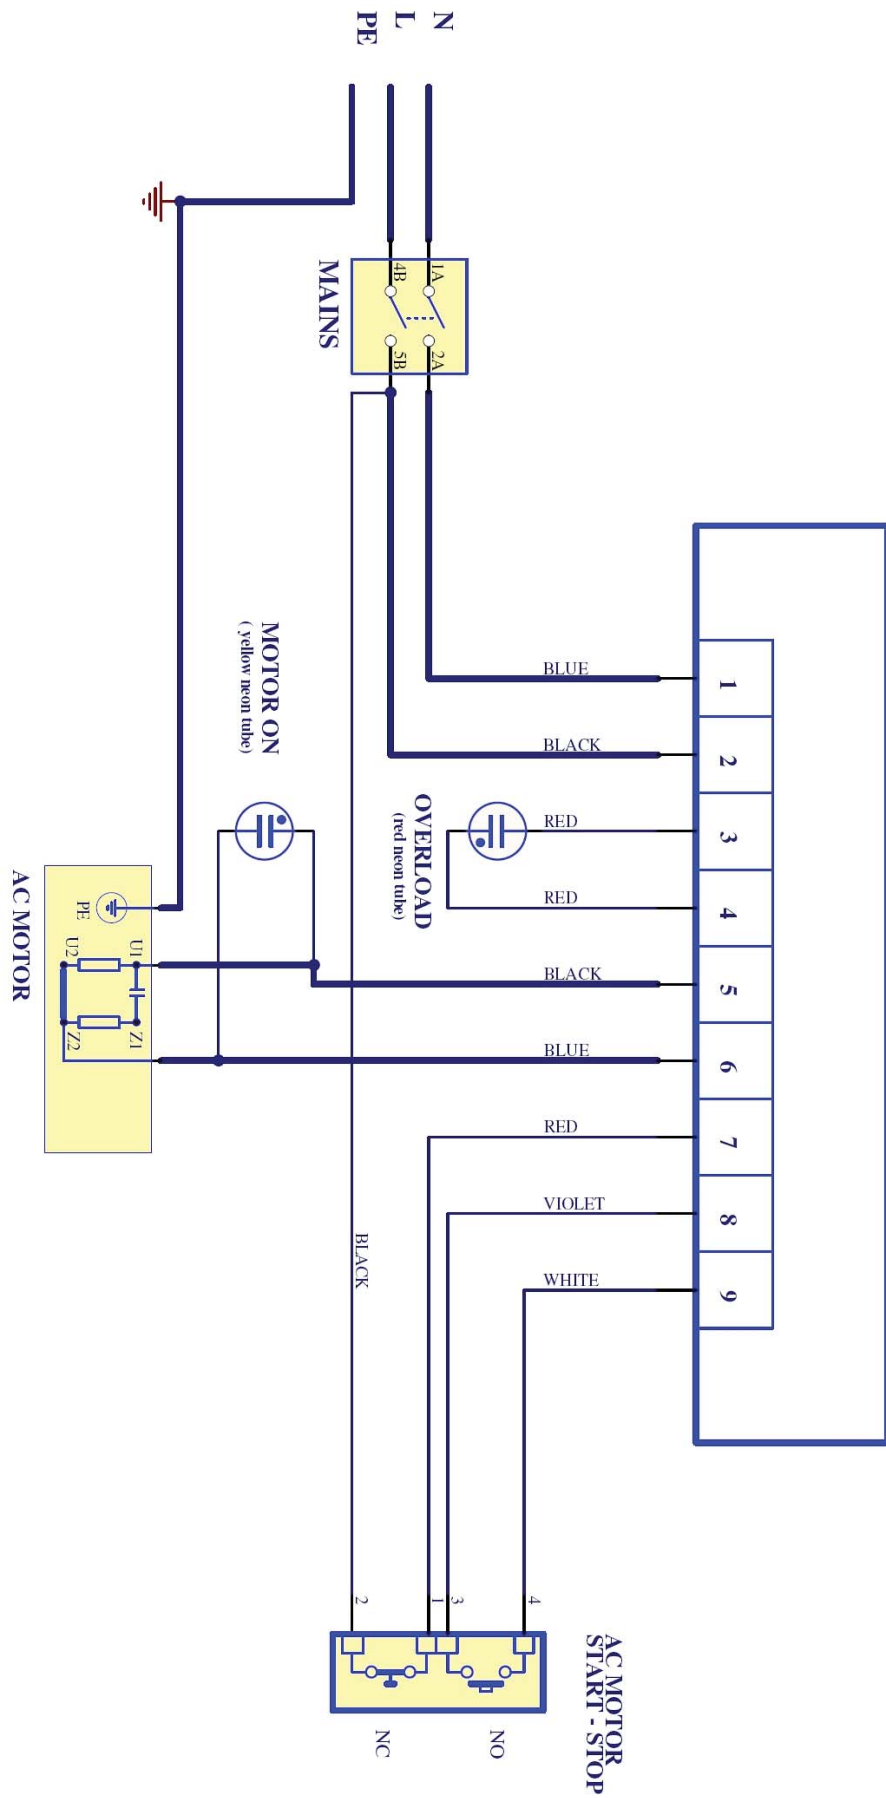 N
L
PE
MAINS
1A
4B
2A
5B
MOTOR ON
( yellow neon tube)
OVERLOAD
(red neon tube)
BLUE
1
BLACK
2
RED
3
RED
4
BLACK
5
BLUE
6
RED
7
VIOLET
8
WHITE
9
PE
U1
U2
Z1
Z2
AC MOTOR
BLACK
2
1
3
4
AC MOTOR
START - STOP
NO
NC